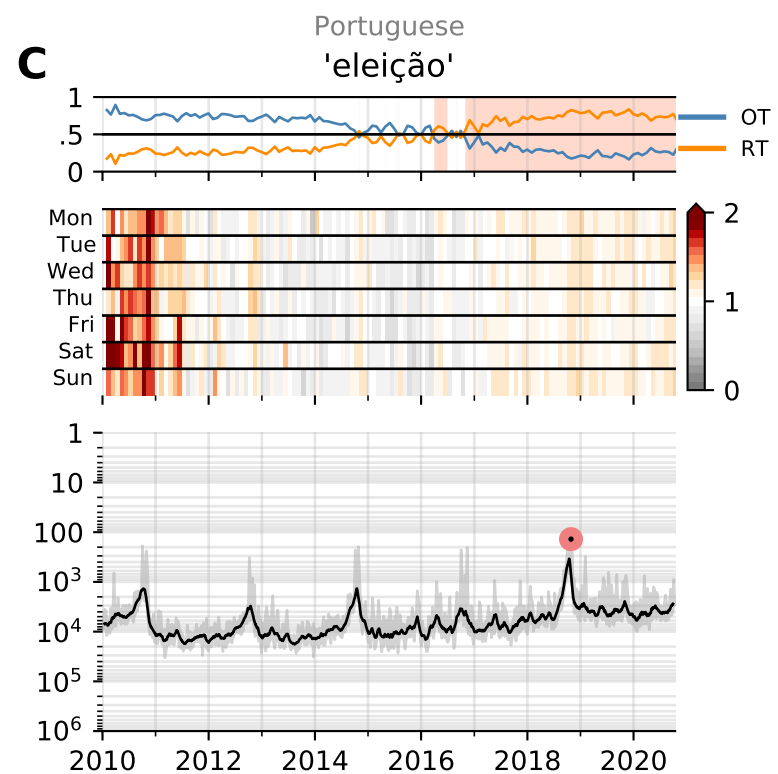 Portuguese
C 'eleição'
1
.5
0
OT
RT
Mon
Tue
Wed
Thu
Fri
Sat
Sun
2
1
0
1
10
100
10³
10⁴
10⁵
10⁶
2010 2012 2014 2016 2018 2020